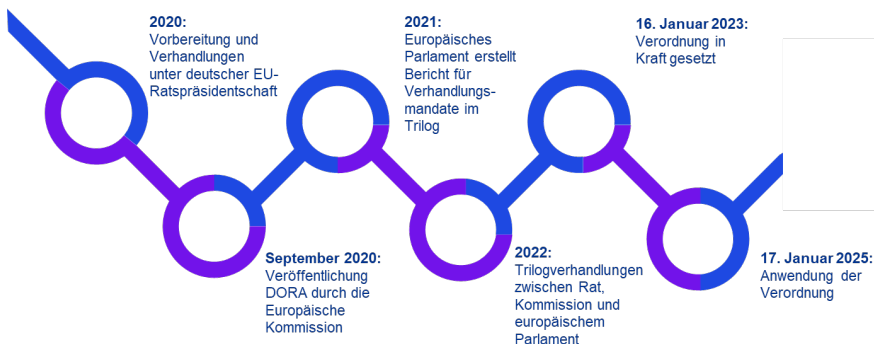 2020:
Vorbereitung und
Verhandlungen
unter deutscher EU-
Ratspräsidentschaft
September 2020:
Veröffentlichung
DORA durch die
Europäische
Kommission
2021:
Europäisches
Parlament erstellt
Bericht für
Verhandlungs-
mandate im
Trilog
2022:
Trilogverhandlungen
zwischen Rat,
Kommission und
europäischem
Parlament
16. Januar 2023:
Verordnung in
Kraft gesetzt
17. Januar 2025:
Anwendung der
Verordnung